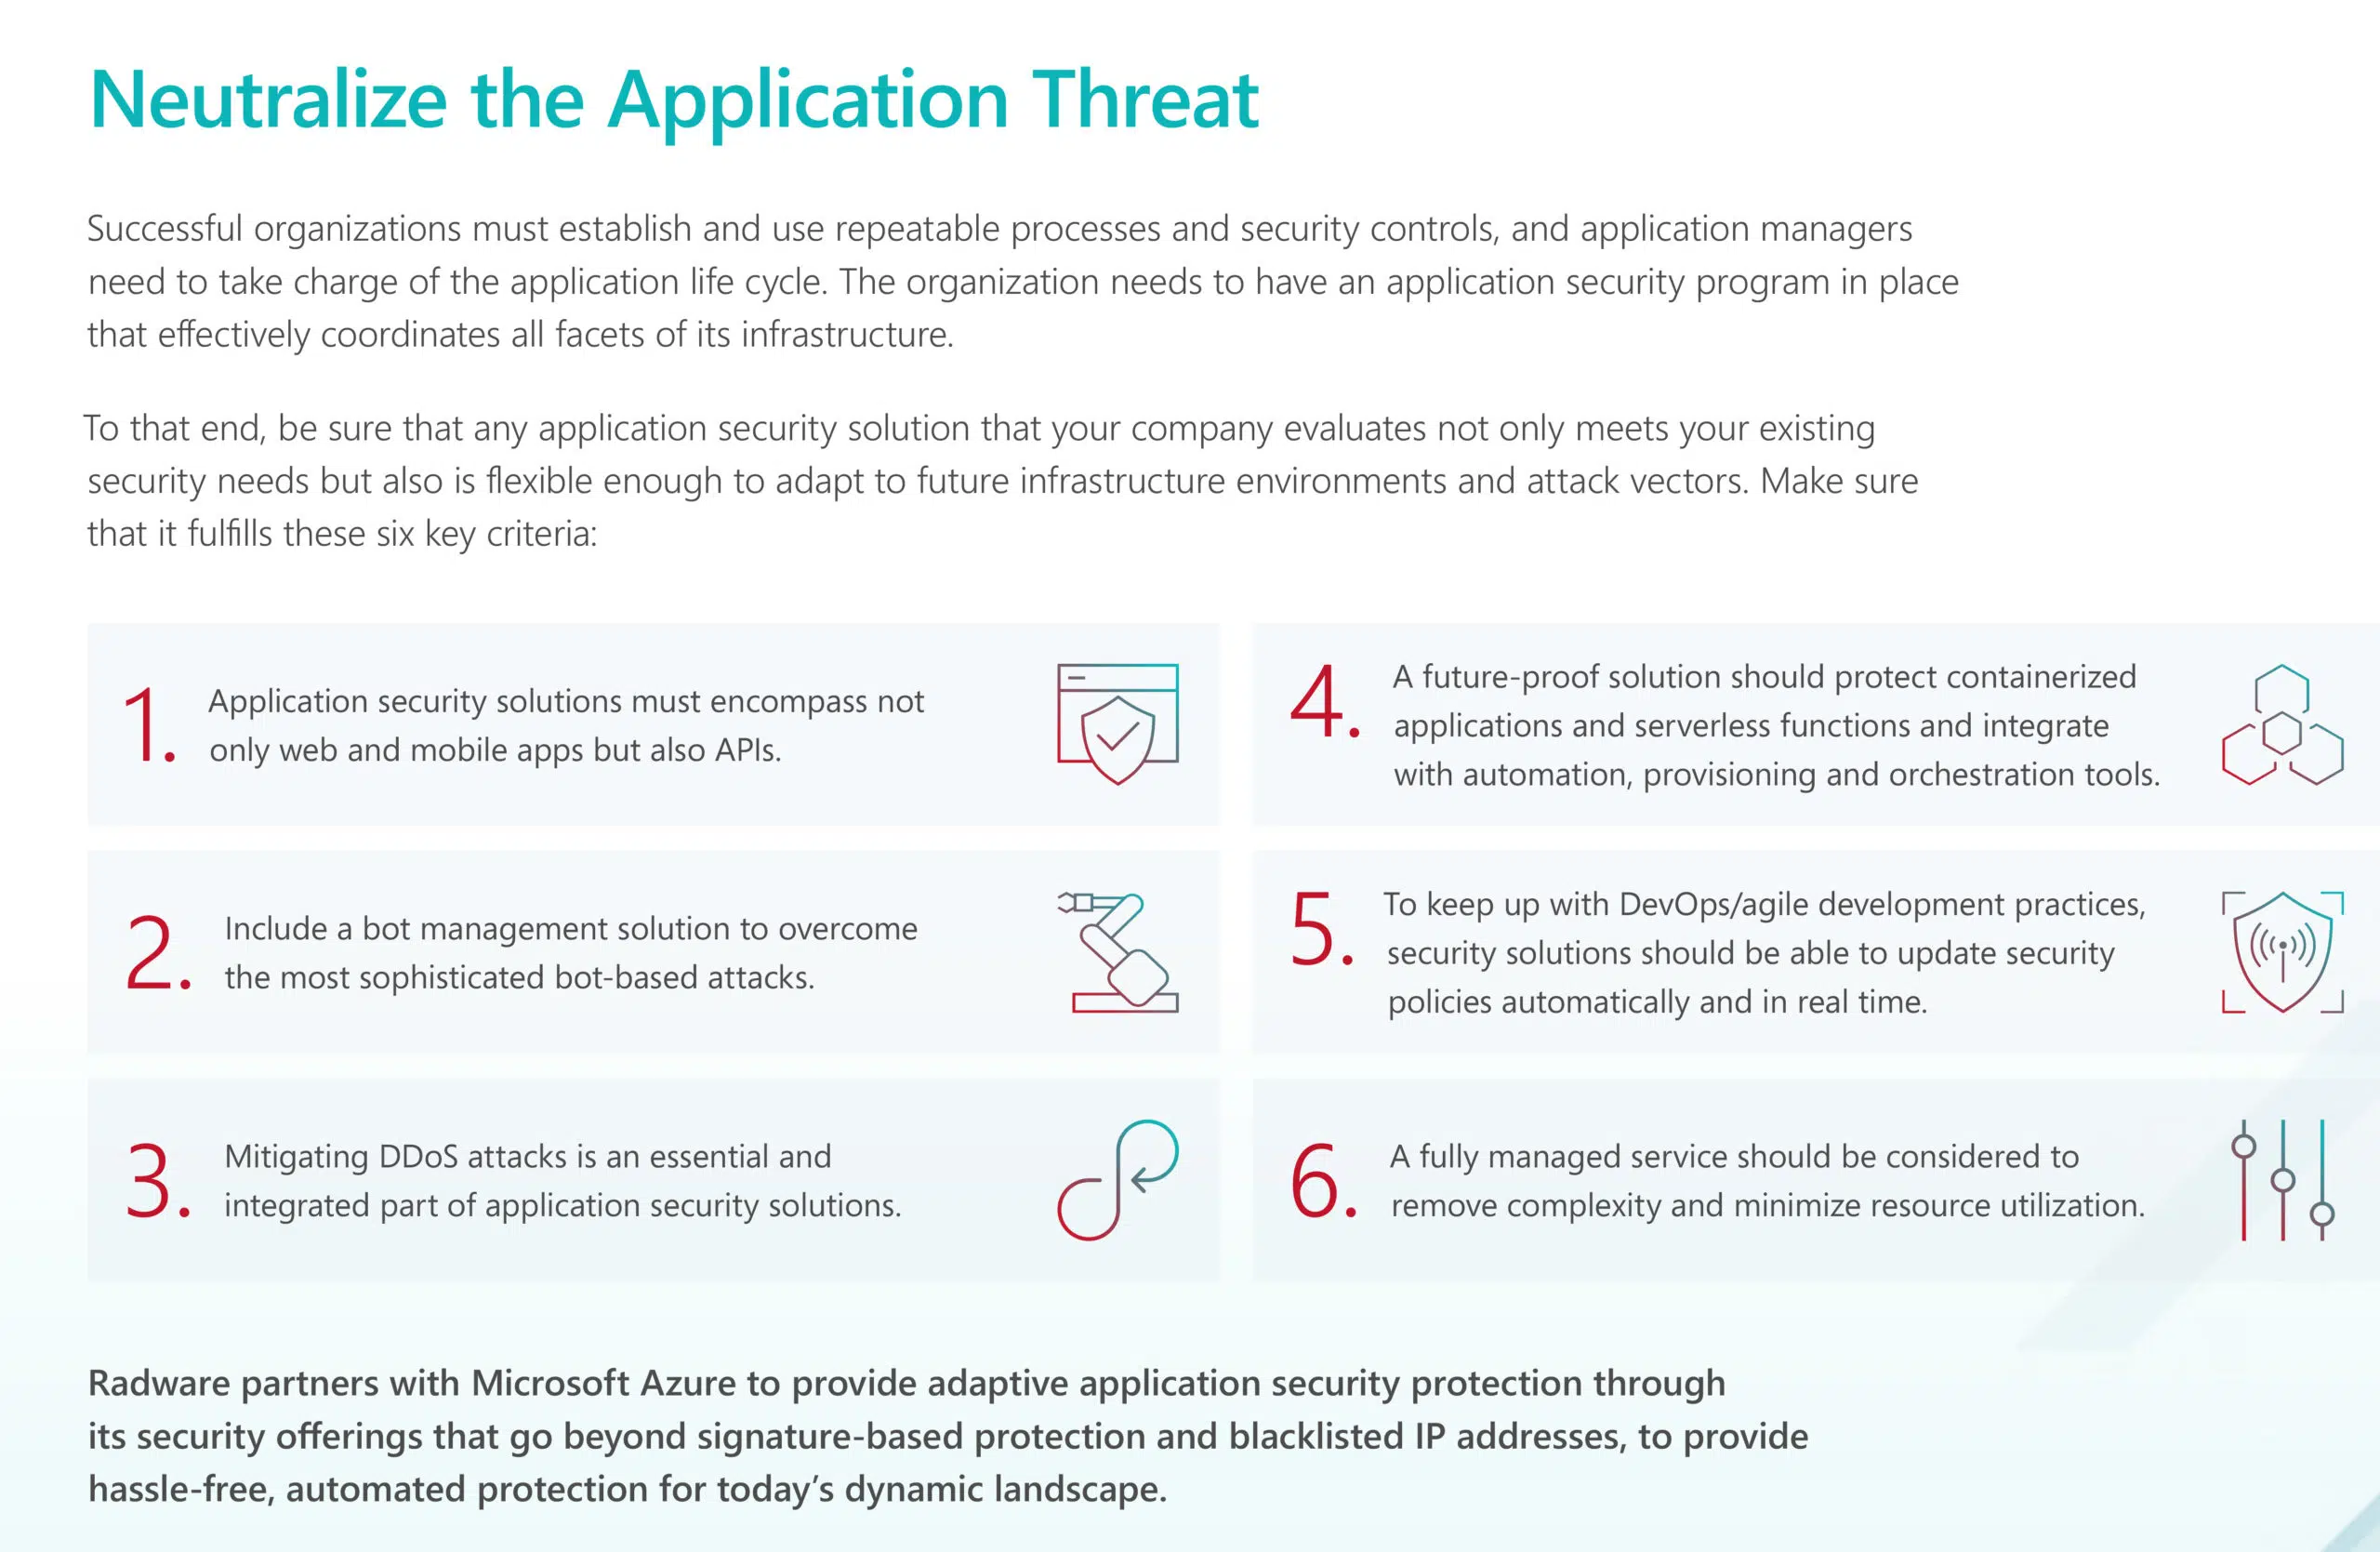 Neutralize the Application Threat
Successful organizations must establish and use repeatable processes and security controls, and application managers
need to take charge of the application life cycle. The organization needs to have an application security program in place
that effectively coordinates all facets of its infrastructure.
To that end, be sure that any application security solution that your company evaluates not only meets your existing
security needs but also is flexible enough to adapt to future infrastructure environments and attack vectors. Make sure
that it fulfills these six key criteria:
1. Application security solutions must encompass not
only web and mobile apps but also APIs.
2. Include a bot management solution to overcome
the most sophisticated bot-based attacks.
3. Mitigating DDoS attacks is an essential and
integrated part of application security solutions.
4. A future-proof solution should protect containerized
applications and serverless functions and integrate
with automation, provisioning and orchestration tools.
5. To keep up with DevOps/agile development practices,
security solutions should be able to update security
policies automatically and in real time.
6. A fully managed service should be considered to
remove complexity and minimize resource utilization.
Radware partners with Microsoft Azure to provide adaptive application security protection through
its security offerings that go beyond signature-based protection and blacklisted IP addresses, to provide
hassle-free, automated protection for today’s dynamic landscape.